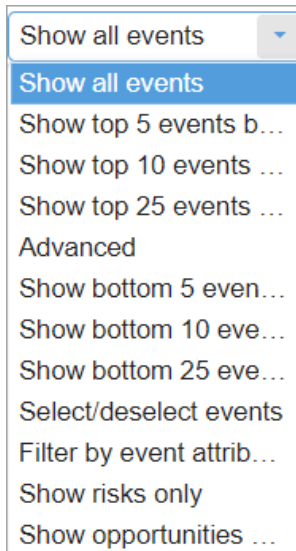 Show all events
Show all events
Show top 5 events b...
Show top 10 events ...
Show top 25 events ...
Advanced
Show bottom 5 even...
Show bottom 10 eve...
Show bottom 25 eve...
Select/deselect events
Filter by event attrib...
Show risks only
Show opportunities ...